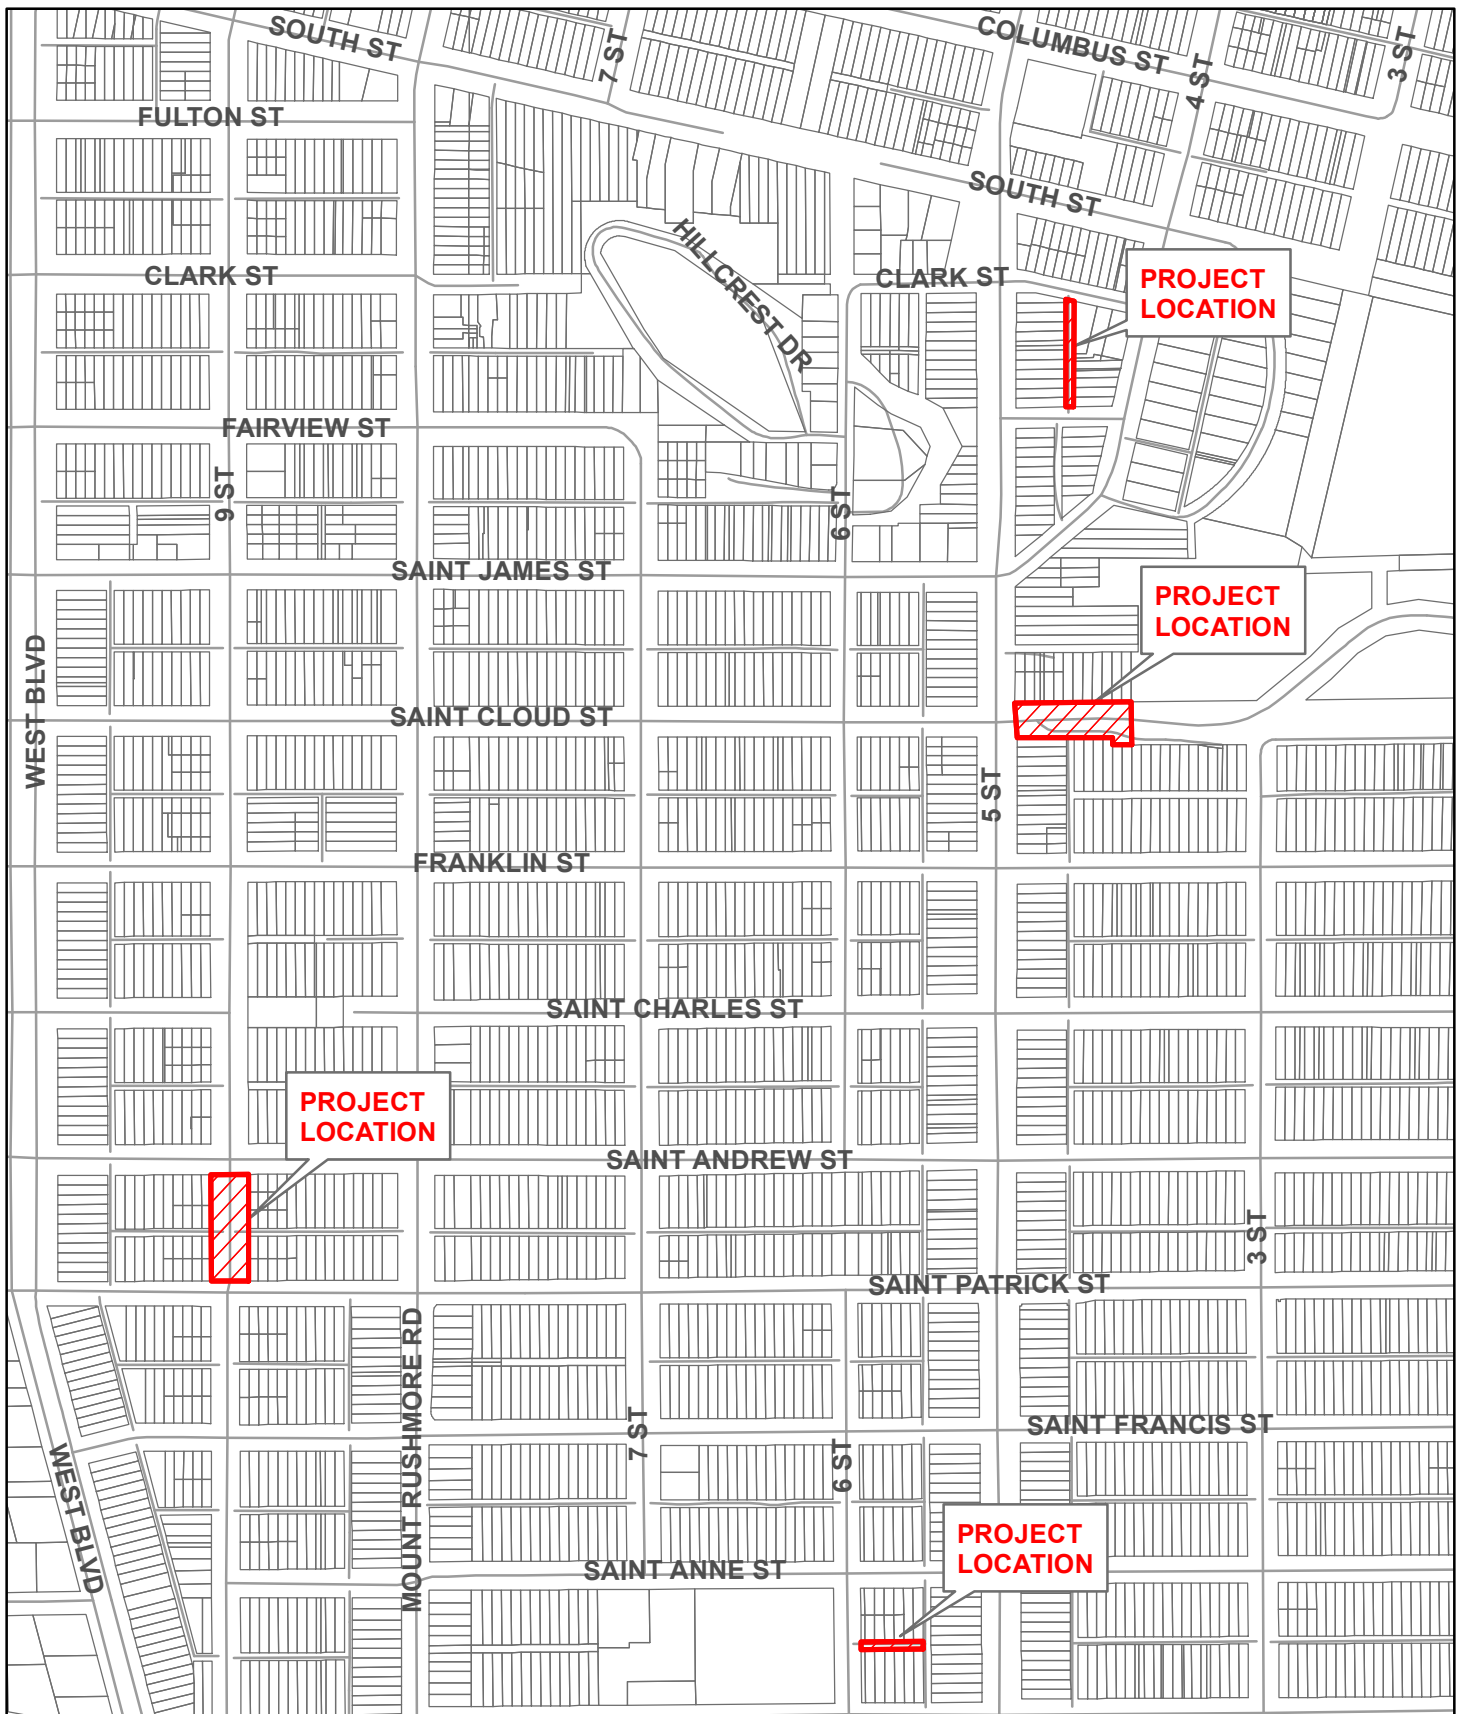 SOUTH ST
7 ST
COLUMBUS ST
4 ST
3 ST
FULTON ST
SOUTH ST
HILLCREST DR
CLARK ST
CLARK ST
PROJECT
LOCATION
FAIRVIEW ST
9 ST
6 ST
SAINT JAMES ST
PROJECT
LOCATION
WEST BLVD
SAINT CLOUD ST
5 ST
FRANKLIN ST
SAINT CHARLES ST
PROJECT
LOCATION
SAINT ANDREW ST
3 ST
SAINT PATRICK ST
MOUNT RUSHMORE RD
7 ST
SAINT FRANCIS ST
6 ST
WEST BLVD
PROJECT
LOCATION
SAINT ANNE ST